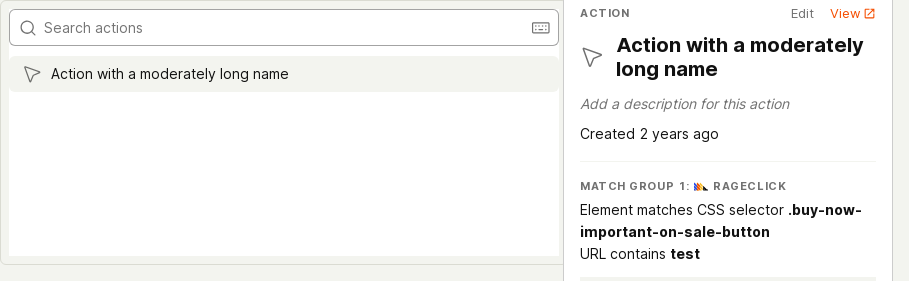 Search actions
Action with a moderately long name
ACTION
Edit
View
Action with a moderately
long name
Add a description for this action
Created 2 years ago
MATCH GROUP 1: RAGECLICK
Element matches CSS selector .buy-now-
important-on-sale-button
URL contains test